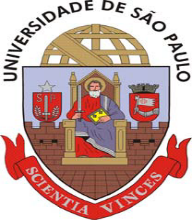 UNIVERSIDADE DE SÃO PAULO
SCIENTIA VINCES